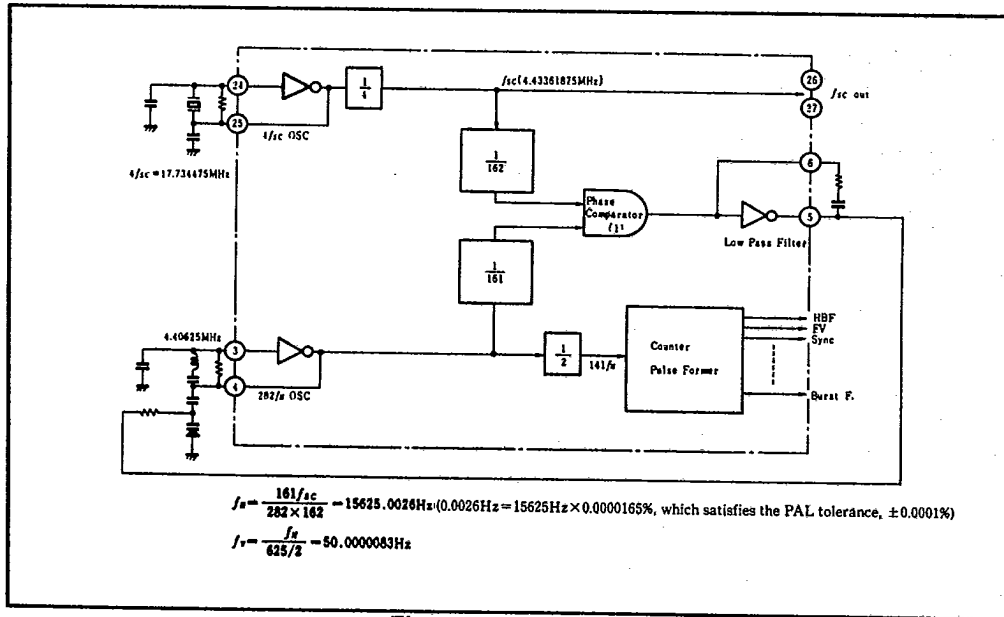 24
1
4
fsc(4.43361875MHz)
26
fsc out
27
25
4fsc OSC
4fsc=17.734475MHz
1
162
6
Phase
Comparator
(1)
5
Low Pass Filter
1
161
4.40625MHz
3
4
282fH OSC
1
2
141fH
Counter
Pulse Former
HBF
FV
Sync
Burst F.
fH= 161fSC / 282×162 =15625.0026Hz (0.0026Hz=15625Hz×0.0000165%, which satisfies the PAL tolerance, ±0.0001%)
fV= fH / 625/2 =50.0000083Hz